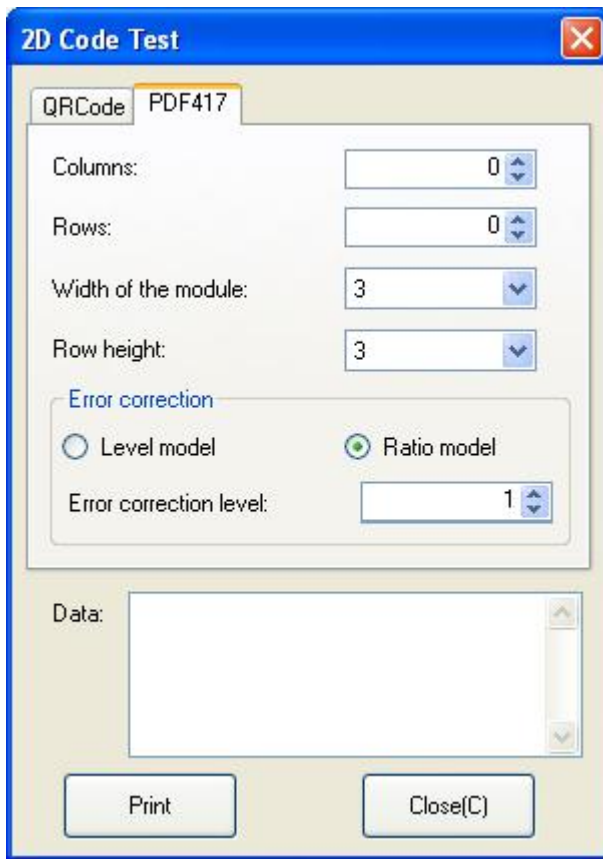 2D Code Test
QRCode PDF417
Columns: 0
Rows: 0
Width of the module: 3
Row height: 3
Error correction
Level model Ratio model
Error correction level: 1
Data:
Print Close(C)